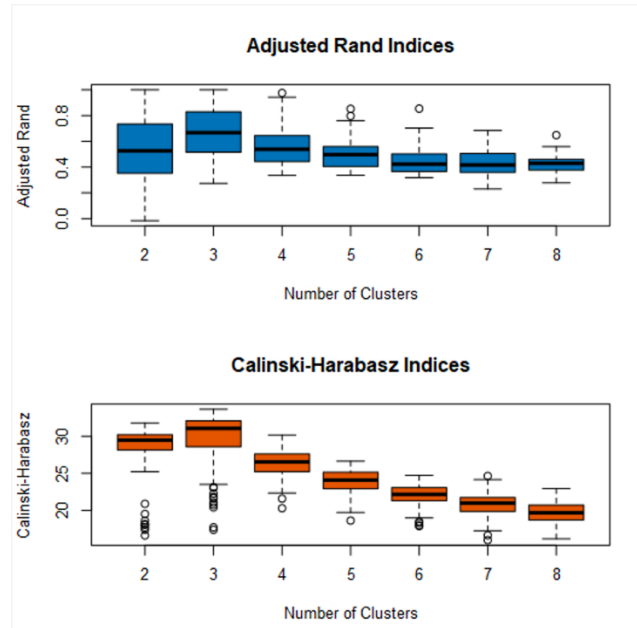 Adjusted Rand Indices
Adjusted Rand
0.8
0.4
0.0
2 3 4 5 6 7 8
Number of Clusters
Calinski-Harabasz Indices
Calinski-Harabasz
30
25
20
2 3 4 5 6 7 8
Number of Clusters